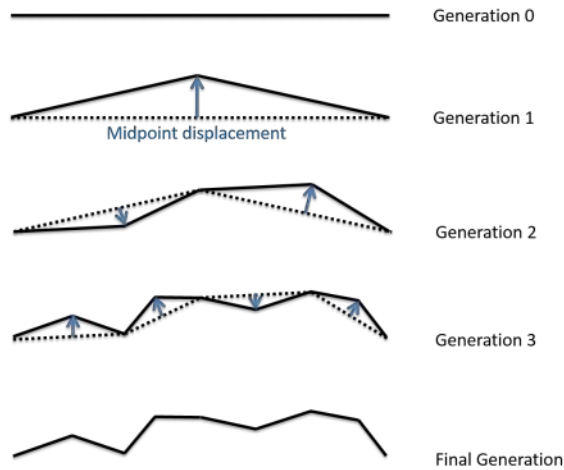 Generation 0
Generation 1
Midpoint displacement
Generation 2
Generation 3
Final Generation